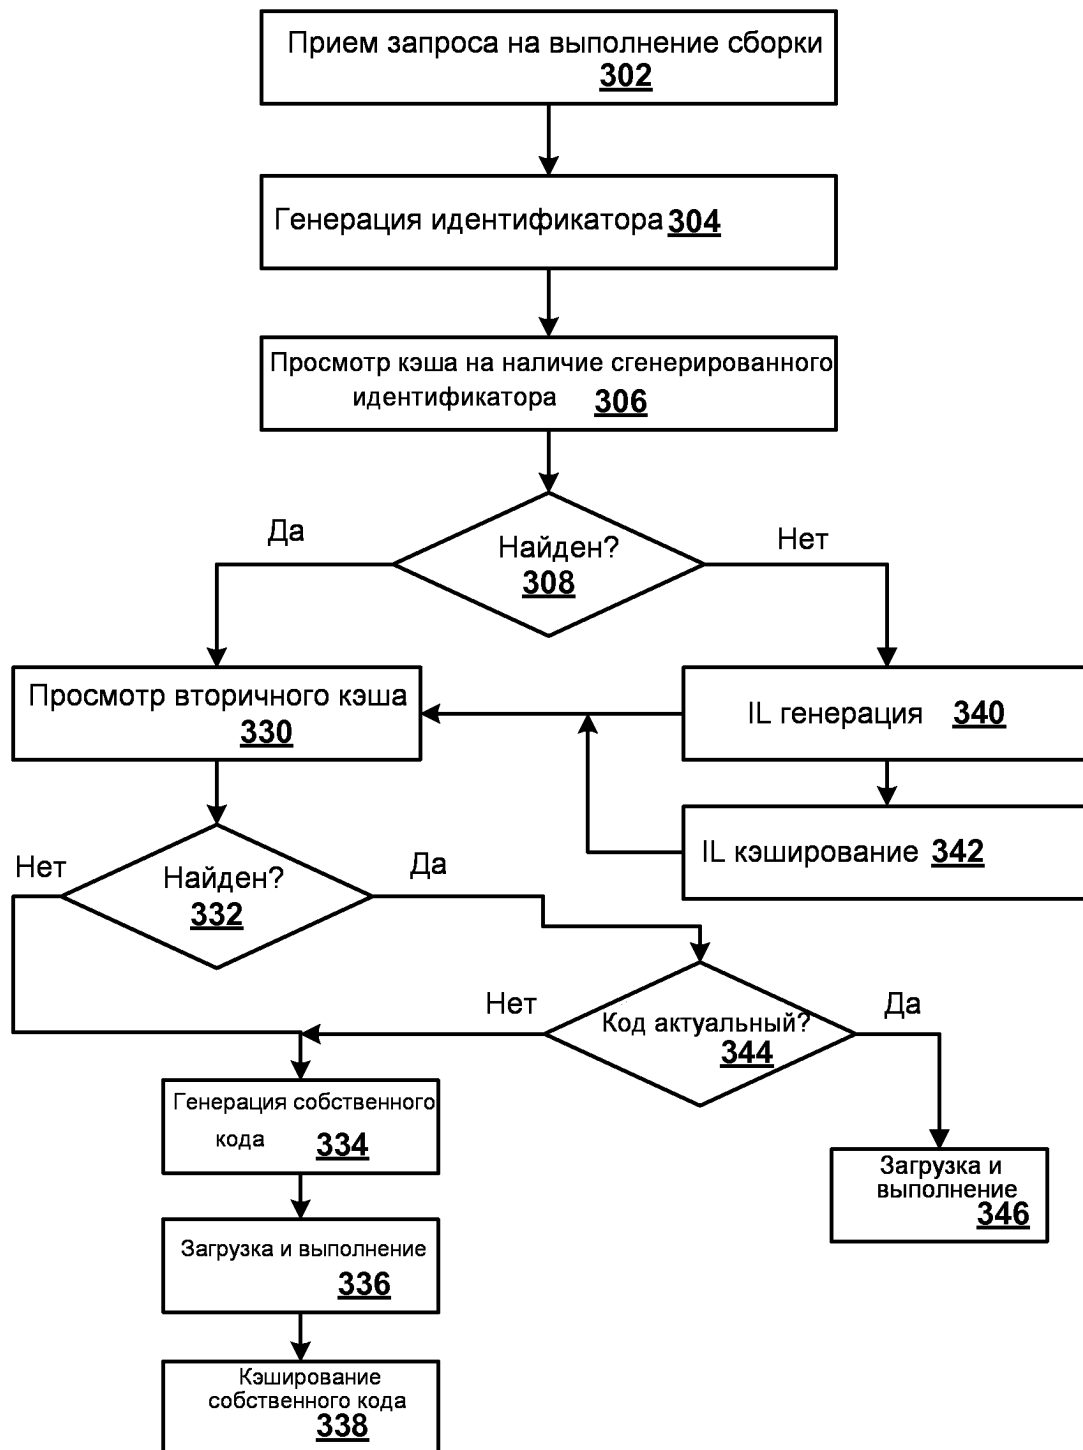 Прием запроса на выполнение сборки
302
Генерация идентификатора 304
Просмотр кэша на наличие сгенерированного
идентификатора 306
Да
Найден?
308
Нет
Просмотр вторичного кэша
330
IL генерация 340
IL кэширование 342
Нет
Найден?
332
Да
Нет
Код актуальный?
344
Да
Генерация собственного
кода 334
Загрузка и
выполнение
346
Загрузка и выполнение
336
Кэширование
собственного кода
338